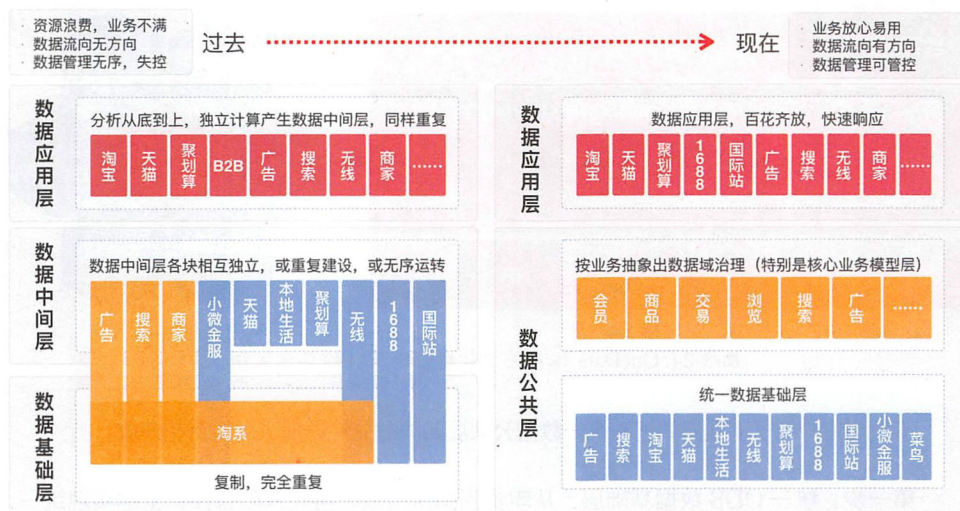 · 资源浪费，业务不满
· 数据流向无方向
· 数据管理无序，失控
过去
现在
· 业务放心易用
· 数据流向有方向
· 数据管理可管控
数据应用层
分析从底到上，独立计算产生数据中间层，同样重复
淘宝
天猫
聚划算
B2B
广告
搜索
无线
商家
……
数据中间层
数据中间层各块相互独立，或重复建设，或无序运转
广告
搜索
商家
小微金服
天猫
本地生活
聚划算
无线
1688
国际站
数据基础层
淘系
复制，完全重复
数据应用层
数据应用层，百花齐放，快速响应
淘宝
天猫
聚划算
1688
国际站
广告
搜索
无线
商家
……
数据公共层
按业务抽象出数据域治理（特别是核心业务模型层）
会员
商品
交易
浏览
搜索
广告
……
统一数据基础层
广告
搜索
淘宝
天猫
本地生活
无线
聚划算
1688
国际站
小微金服
菜鸟